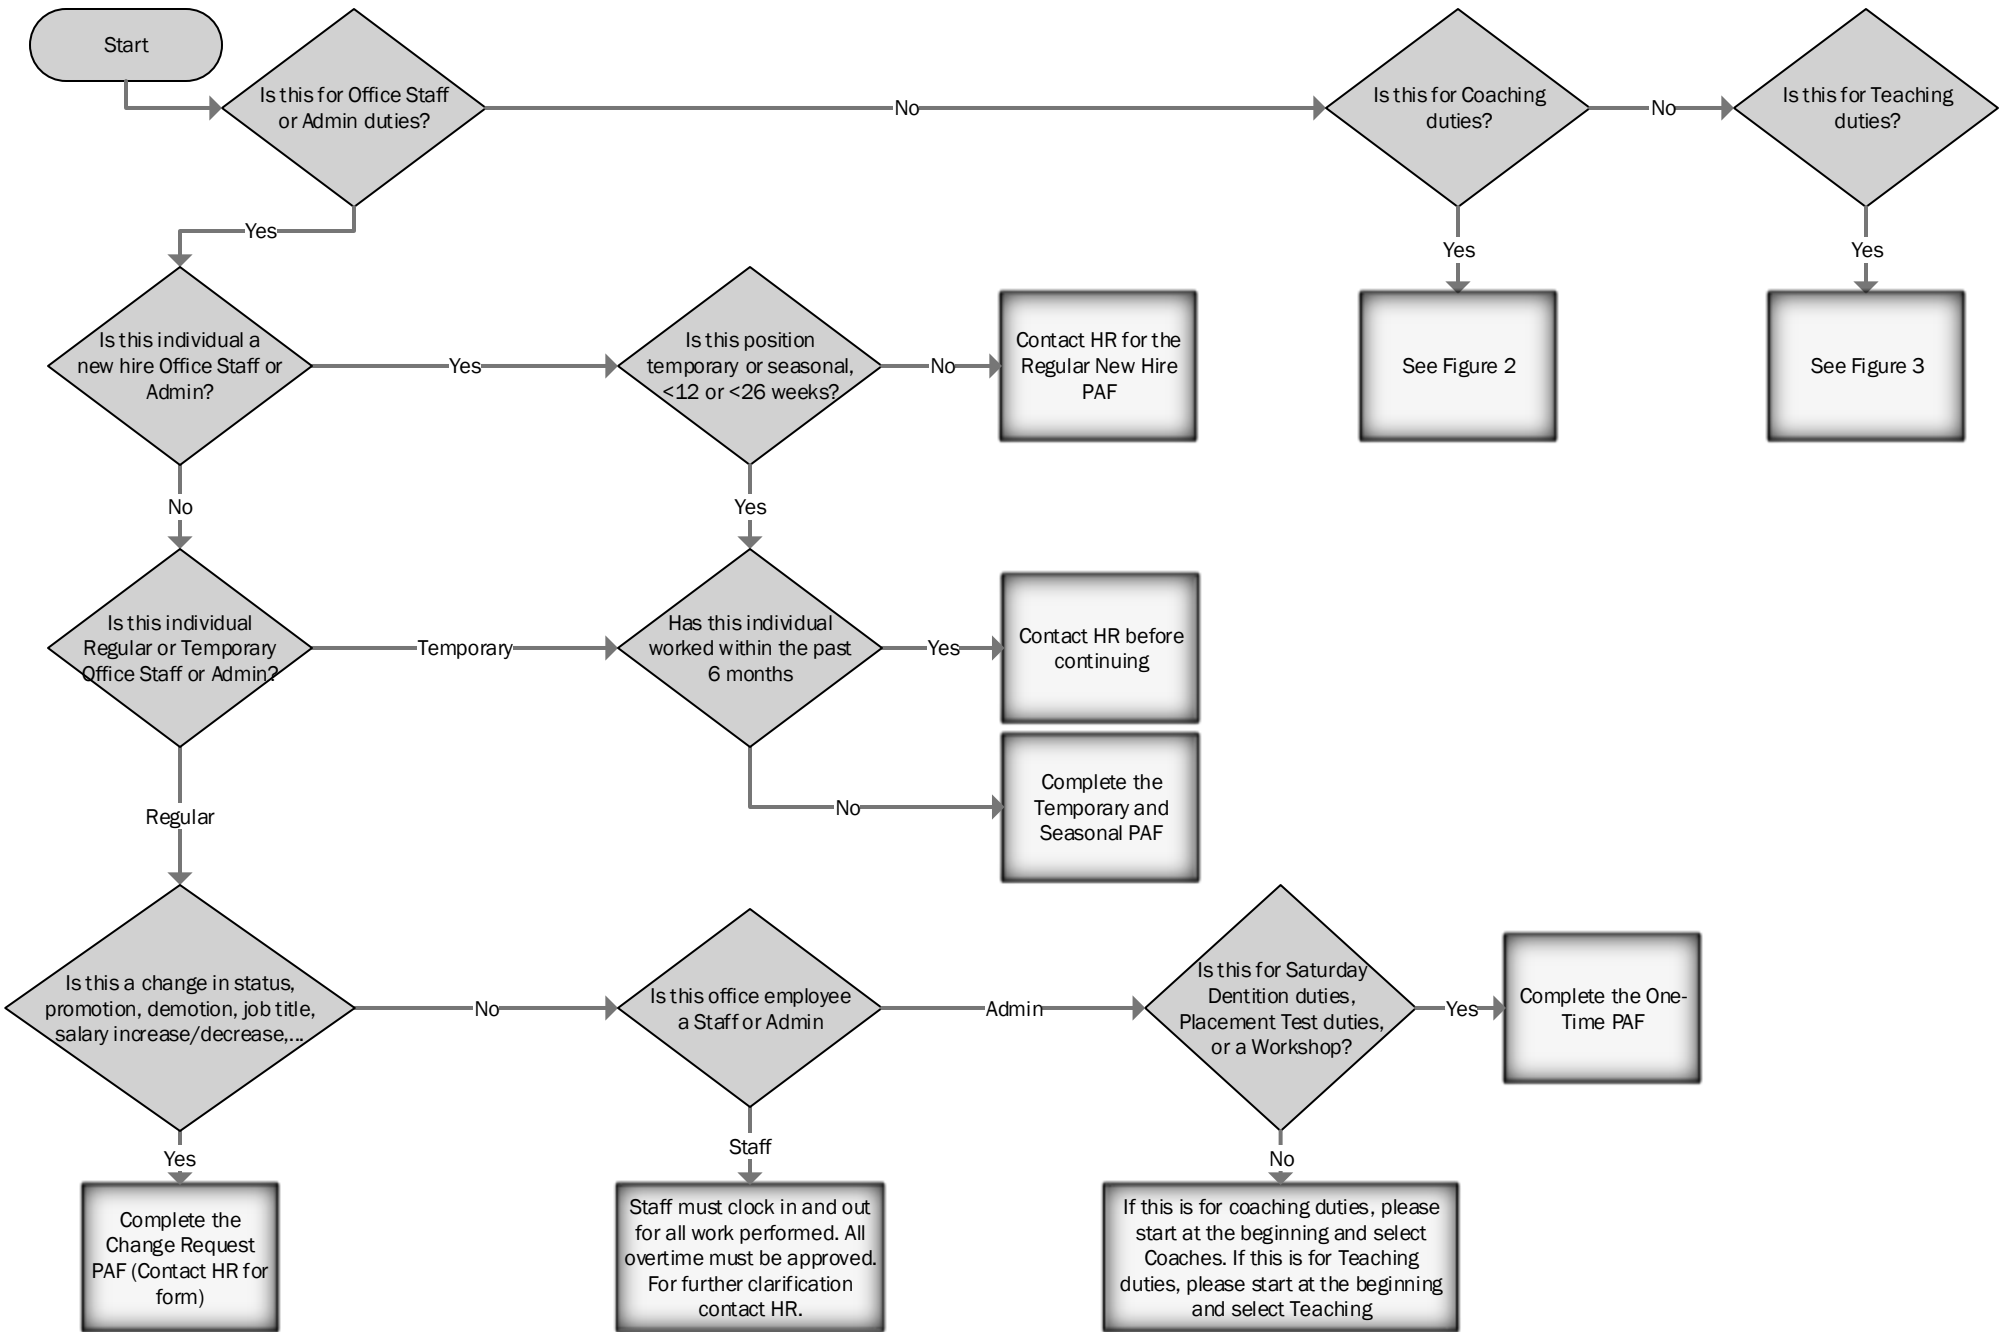 Start
Is this for Office Staff
or Admin duties?
No
Is this for Coaching
duties?
No
Is this for Teaching
duties?
Yes
Yes
Yes
Is this individual a
new hire Office Staff or
Admin?
Yes
Is this position
temporary or seasonal,
<12 or <26 weeks?
No
Contact HR for the
Regular New Hire
PAF
See Figure 2
See Figure 3
No
Yes
Is this individual
Regular or Temporary
Office Staff or Admin?
Temporary
Has this individual
worked within the past
6 months
Yes
Contact HR before
continuing
No
Complete the
Temporary and
Seasonal PAF
Regular
Is this a change in status,
promotion, demotion, job title,
salary increase/decrease,...
No
Is this office employee
a Staff or Admin
Admin
Is this for Saturday
Dentition duties,
Placement Test duties,
or a Workshop?
Yes
Complete the One-
Time PAF
Yes
Staff
No
Complete the
Change Request
PAF (Contact HR for
form)
Staff must clock in and out
for all work performed. All
overtime must be approved.
For further clarification
contact HR.
If this is for coaching duties, please
start at the beginning and select
Coaches. If this is for Teaching
duties, please start at the beginning
and select Teaching